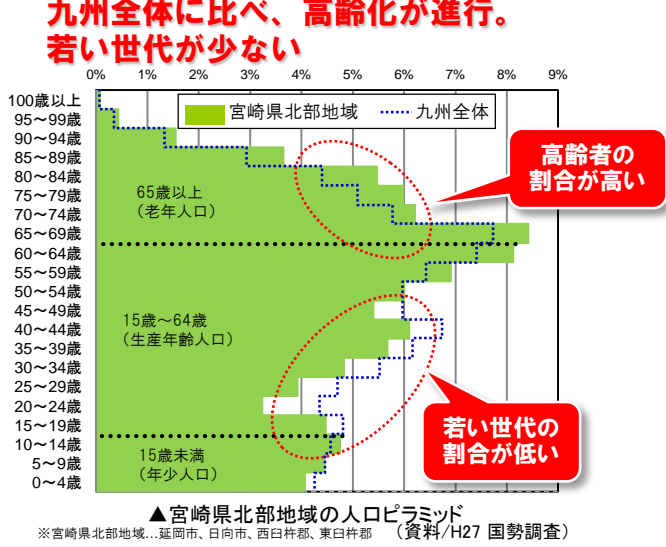 九州全体に比べ、高齢化が進行。
若い世代が少ない
0% 1% 2% 3% 4% 5% 6% 7% 8% 9%
宮崎県北部地域 九州全体
100歳以上
95～99歳
90～94歳
85～89歳
80～84歳
75～79歳
70～74歳
65～69歳
60～64歳
55～59歳
50～54歳
45～49歳
40～44歳
35～39歳
30～34歳
25～29歳
20～24歳
15～19歳
10～14歳
5～9歳
0～4歳
65歳以上
（老年人口）
15歳～64歳
（生産年齢人口）
15歳未満
（年少人口）
高齢者の
割合が高い
若い世代の
割合が低い
▲宮崎県北部地域の人口ピラミッド
※宮崎県北部地域…延岡市、日向市、西臼杵郡、東臼杵郡 （資料/H27 国勢調査）